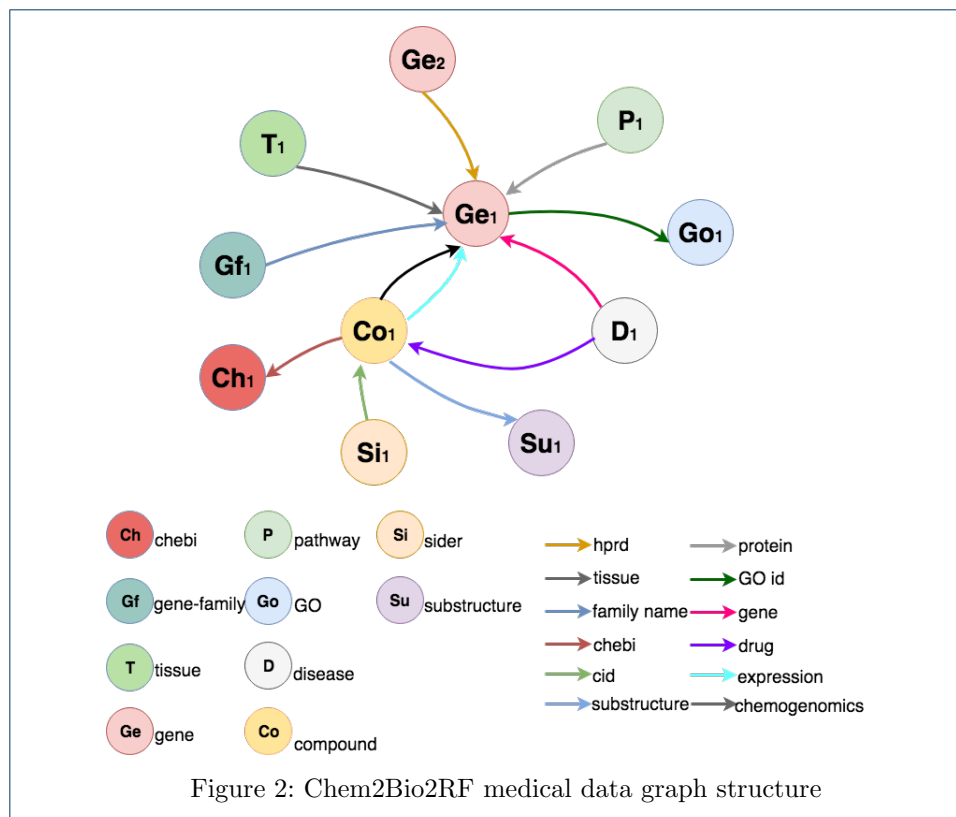 Ge2
P1
T1
Ge1
Go1
Gf1
Co1
D1
Ch1
Su1
Si1
Ch chebi
P pathway
Si sider
Gf gene-family
Go GO
Su substructure
T tissue
D disease
Ge gene
Co compound
hprd
protein
tissue
GO id
family name
gene
chebi
drug
cid
expression
substructure
chemogenomics
Figure 2: Chem2Bio2RF medical data graph structure